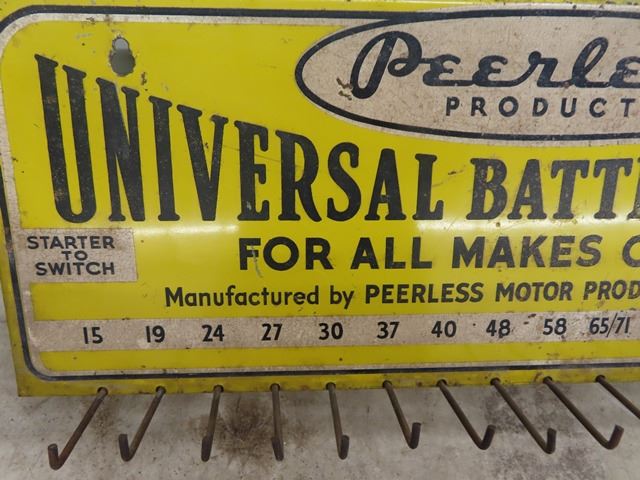 Peerle
PRODUCT
UNIVERSAL BATT
STARTER
TO
SWITCH
FOR ALL MAKES
Manufactured by PEERLESS MOTOR PROD
15 19 24 27 30 37 40 48 58 65/71